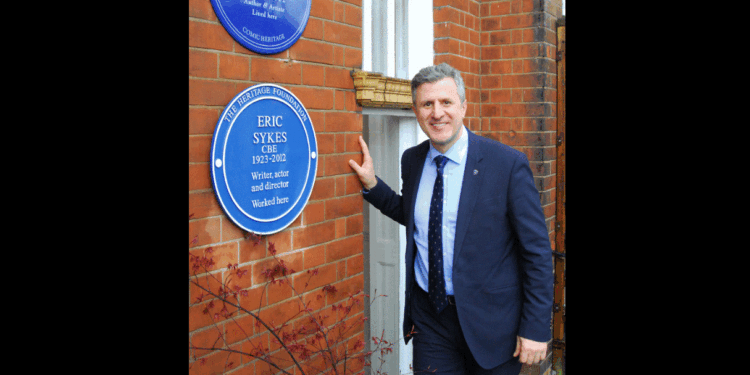 Author & Artiste
Lived here
COMIC HERITAGE
THE HERITAGE FOUNDATION
ERIC
SYKES
CBE
1923-2012
Writer, actor
and director
Worked here